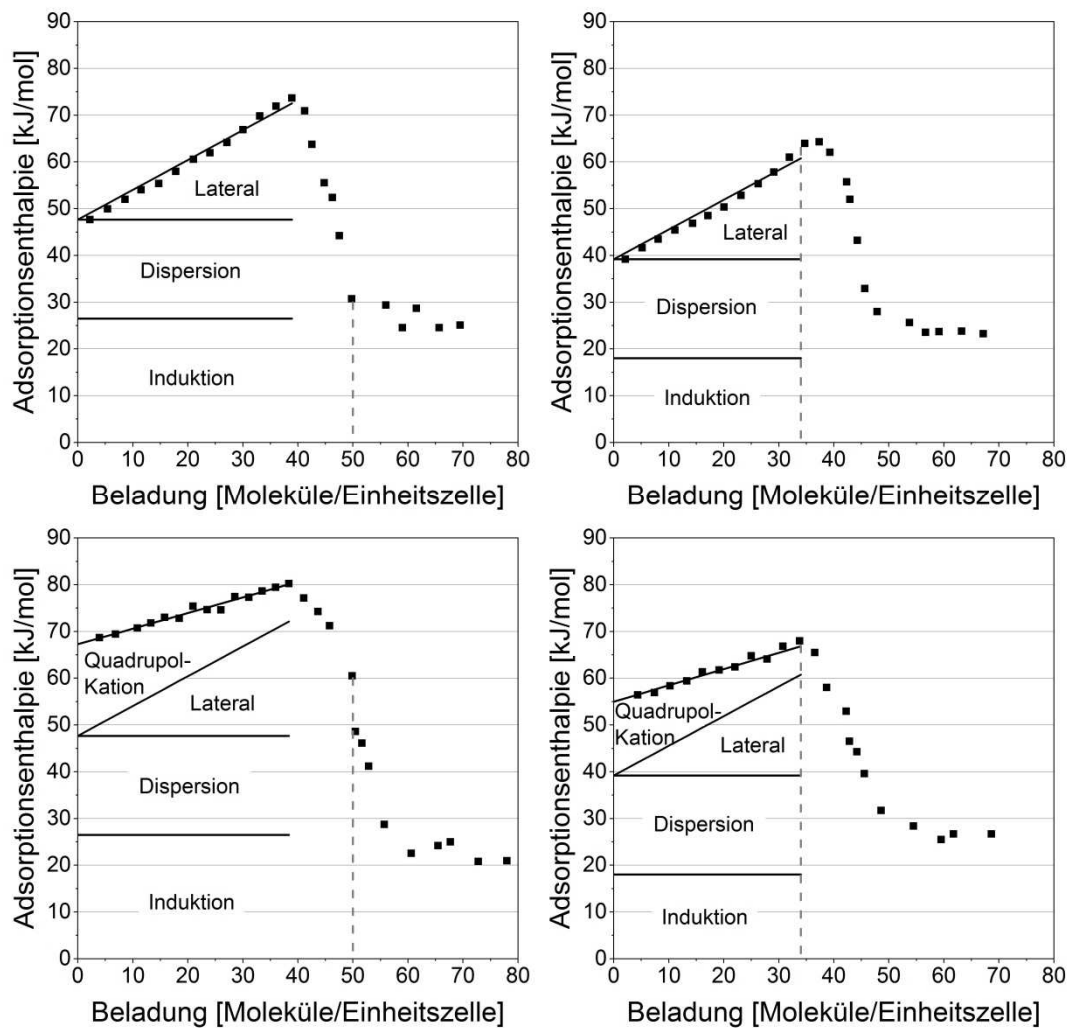 Adsorptionsenthalpie [kJ/mol]
90
80
70
60
50
40
30
20
10
0
Lateral
Dispersion
Induktion
0 10 20 30 40 50 60 70 80
Beladung [Moleküle/Einheitszelle]
Adsorptionsenthalpie [kJ/mol]
90
80
70
60
50
40
30
20
10
0
Lateral
Dispersion
Induktion
0 10 20 30 40 50 60 70 80
Beladung [Moleküle/Einheitszelle]
Adsorptionsenthalpie [kJ/mol]
90
80
70
60
50
40
30
20
10
0
Quadrupol-
Kation
Lateral
Dispersion
Induktion
0 10 20 30 40 50 60 70 80
Beladung [Moleküle/Einheitszelle]
Adsorptionsenthalpie [kJ/mol]
90
80
70
60
50
40
30
20
10
0
Quadrupol-
Kation
Lateral
Dispersion
Induktion
0 10 20 30 40 50 60 70 80
Beladung [Moleküle/Einheitszelle]